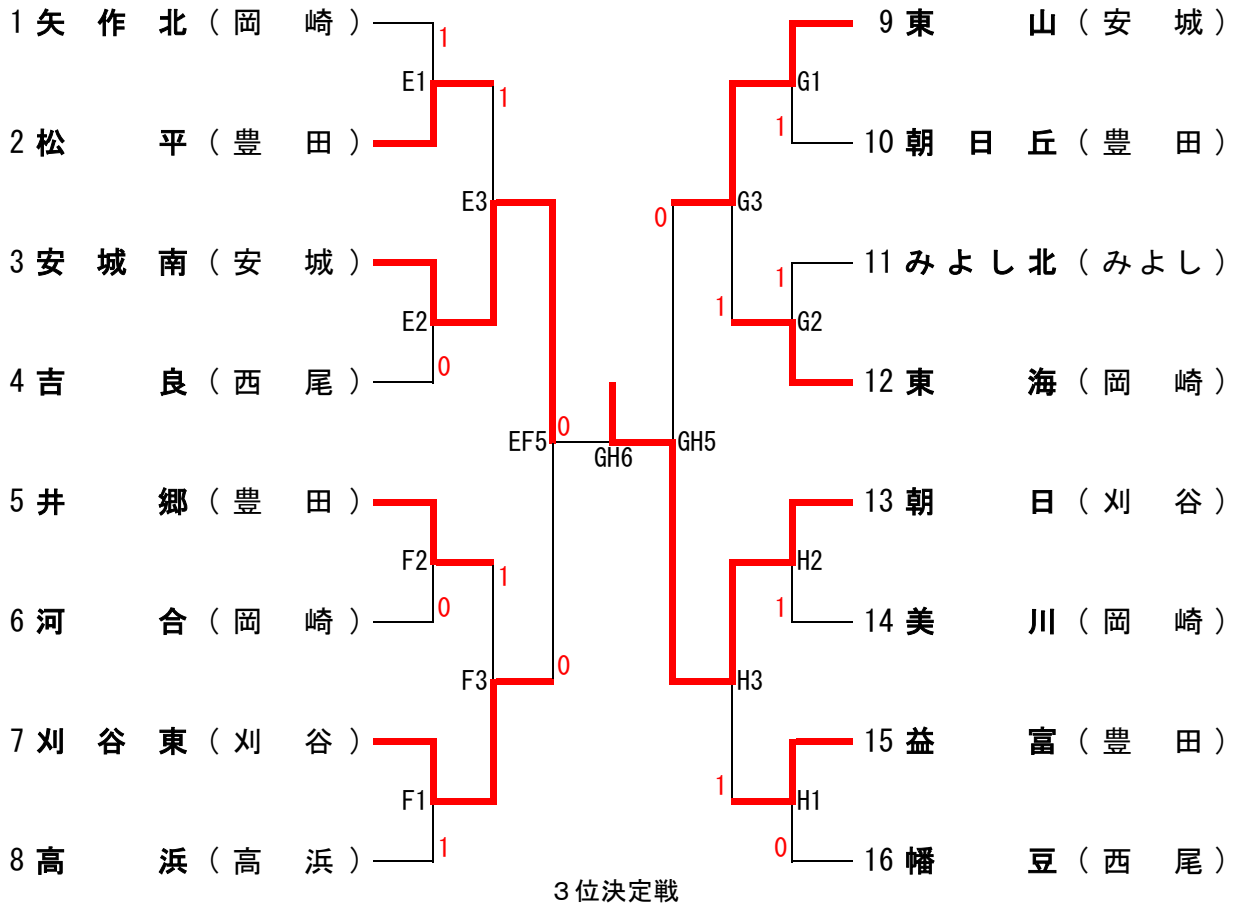 1 矢作北（岡崎）
1
9 東山（安城）
E1
G1
1
1
2 松平（豊田）
10 朝日丘（豊田）
E3
G3
0
3 安城南（安城）
11 みよし北（みよし）
1
1
E2
G2
0
4 吉良（西尾）
12 東海（岡崎）
0
EF5
GH5
GH6
5 井郷（豊田）
13 朝日（刈谷）
F2
H2
1
0
1
6 河合（岡崎）
14 美川（岡崎）
0
F3
H3
7 刈谷東（刈谷）
15 益富（豊田）
1
F1
H1
1
0
8 高浜（高浜）
16 幡豆（西尾）
３位決定戦